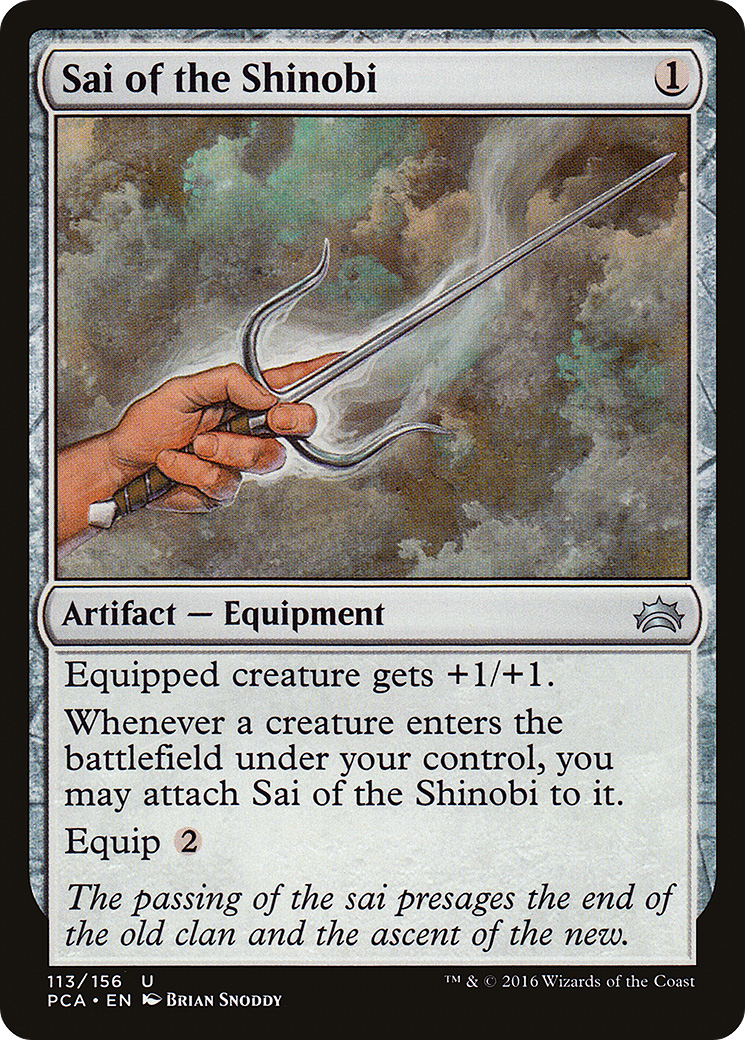 Sai of the Shinobi 1
Artifact — Equipment
Equipped creature gets +1/+1.
Whenever a creature enters the
battlefield under your control, you
may attach Sai of the Shinobi to it.
Equip 2
The passing of the sai presages the end of
the old clan and the ascent of the new.
113/156 U
PCA • EN Brian Snoddy
™ & © 2016 Wizards of the Coast